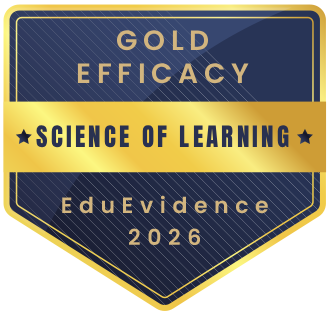 GOLD
EFFICACY
★SCIENCE OF LEARNING★
EduEvidence
2026